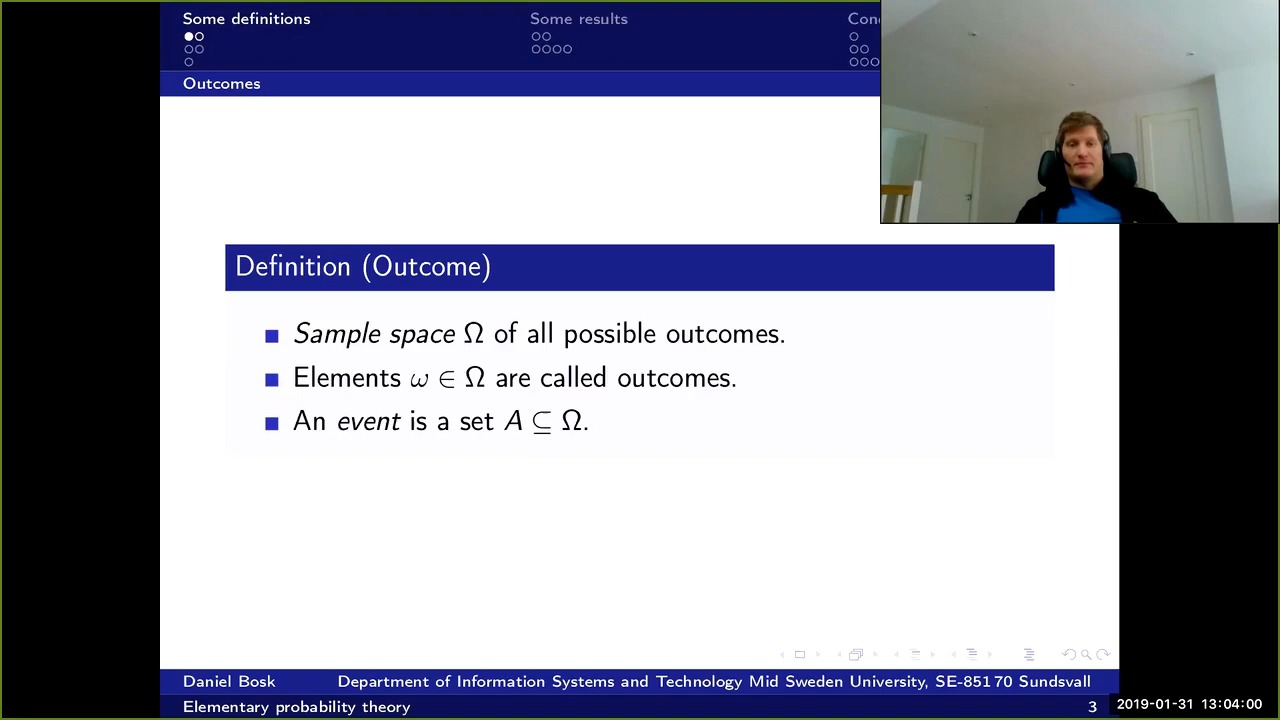 Some definitions
Some results
Con
Outcomes
Definition (Outcome)
Sample space Ω of all possible outcomes.
Elements ω ∈ Ω are called outcomes.
An event is a set A ⊆ Ω.
Daniel Bosk
Department of Information Systems and Technology Mid Sweden University, SE-851 70 Sundsvall
Elementary probability theory
3
2019-01-31 13:04:00